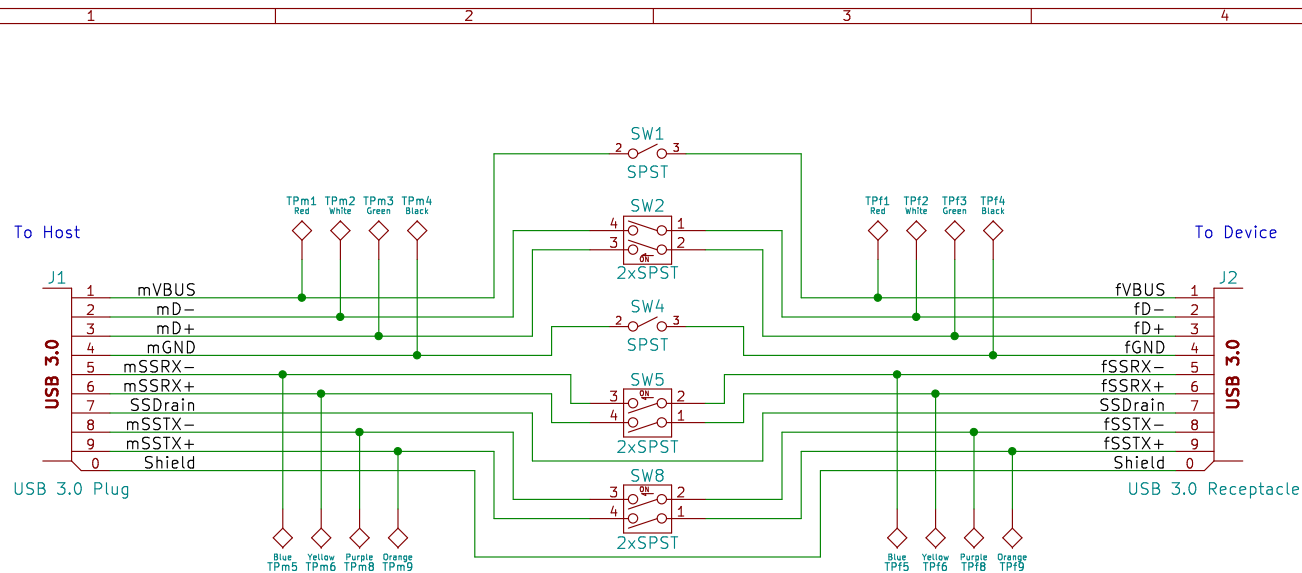 1 2 3 4
SW1
2 3
SPST
TPm1 TPm2 TPm3 TPm4
Red White Green Black
SW2
4 1
3 2
ON
2xSPST
TPf1 TPf2 TPf3 TPf4
Red White Green Black
To Host
To Device
J1
1 mVBUS
2 mD-
3 mD+
4 mGND
5 mSSRX-
6 mSSRX+
7 SSDrain
8 mSSTX-
9 mSSTX+
0 Shield
USB 3.0
USB 3.0 Plug
SW4
2 3
SPST
SW5
ON
3 2
4 1
2xSPST
SW8
ON
3 2
4 1
2xSPST
J2
fVBUS 1
fD- 2
fD+ 3
fGND 4
fSSRX- 5
fSSRX+ 6
SSDrain 7
fSSTX- 8
fSSTX+ 9
Shield 0
USB 3.0
USB 3.0 Receptacle
Blue Yellow Purple Orange
TPm5 TPm6 TPm8 TPm9
Blue Yellow Purple Orange
TPf5 TPf6 TPf8 TPf9